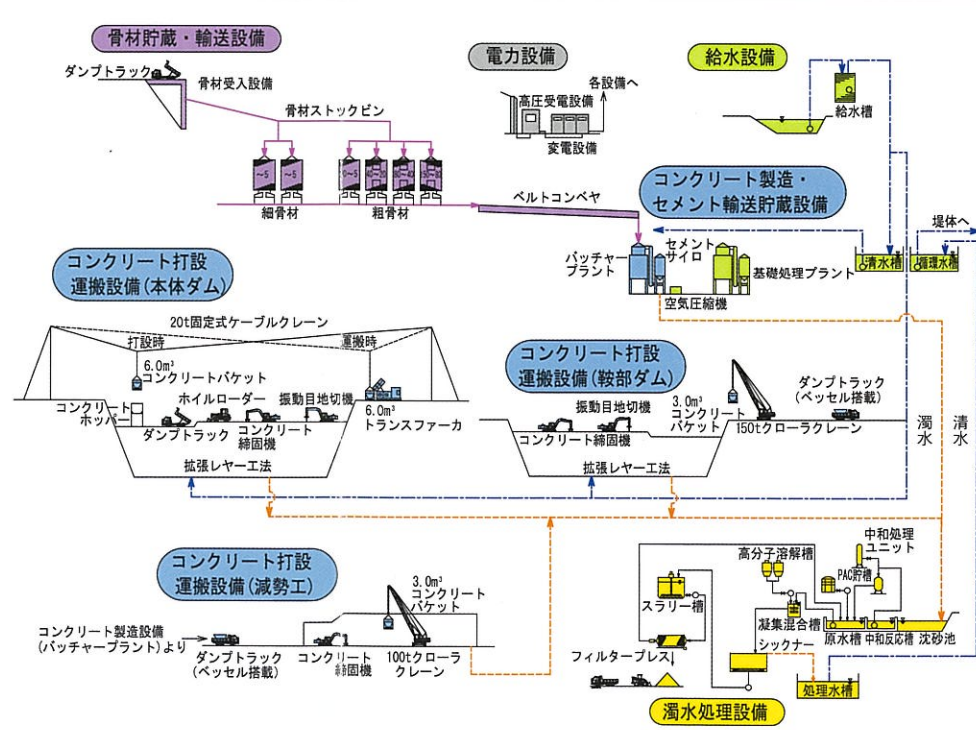 骨材貯蔵・輸送設備
ダンプトラック
骨材受入設備
骨材ストックビン
~5
~5
細骨材
粗骨材
ベルトコンベヤ
電力設備
各設備へ
高圧受電設備
変電設備
給水設備
給水槽
堤体へ
清水槽
循環水槽
コンクリート製造・
セメント輸送貯蔵設備
バッチャー
プラント
セメント
サイロ
基礎処理プラント
空気圧縮機
コンクリート打設
運搬設備(本体ダム)
20t固定式ケーブルクレーン
打設時
運搬時
6.0m³
コンクリートバケット
コンクリート
ホッパー
ホイルローダー
振動目地切機
ダンプトラック
コンクリート
締固機
6.0m³
トランスファーカ
拡張レヤー工法
コンクリート打設
運搬設備(鞍部ダム)
振動目地切機
3.0m³
コンクリート
バケット
コンクリート締固機
150tクローラクレーン
ダンプトラック
(ベッセル搭載)
拡張レヤー工法
濁水
清水
コンクリート打設
運搬設備(減勢工)
3.0m³
コンクリート
バケット
コンクリート製造設備
(バッチャープラント)より
ダンプトラック
(ベッセル搭載)
コンクリート
締固機
100tクローラ
クレーン
スラリー槽
フィルタープレス
高分子溶解槽
凝集混合槽
シックナー
PAC貯槽
中和処理
ユニット
原水槽
中和反応槽
沈砂池
処理水槽
濁水処理設備